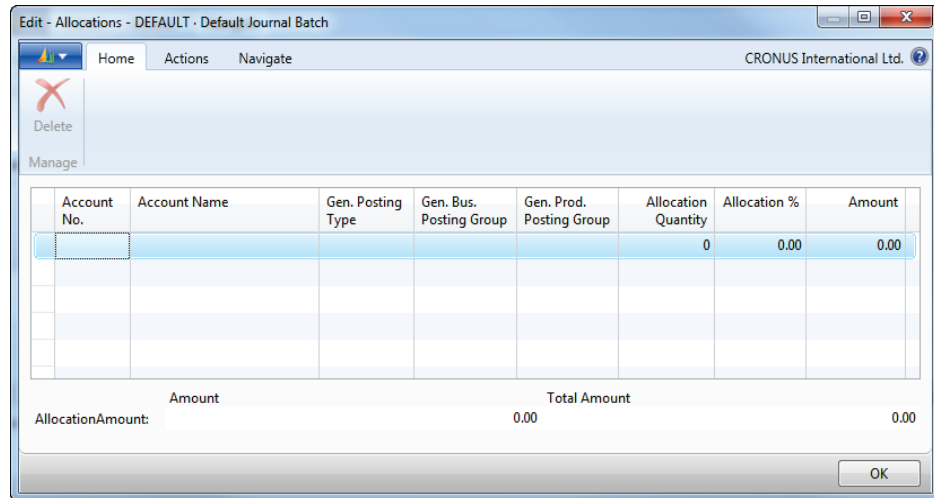 Edit - Allocations - DEFAULT · Default Journal Batch
Home Actions Navigate CRONUS International Ltd.
Delete
Manage
Account No. Account Name Gen. Posting Type Gen. Bus. Posting Group Gen. Prod. Posting Group Allocation Quantity Allocation % Amount
0 0.00 0.00
Amount Total Amount
AllocationAmount: 0.00 0.00
OK